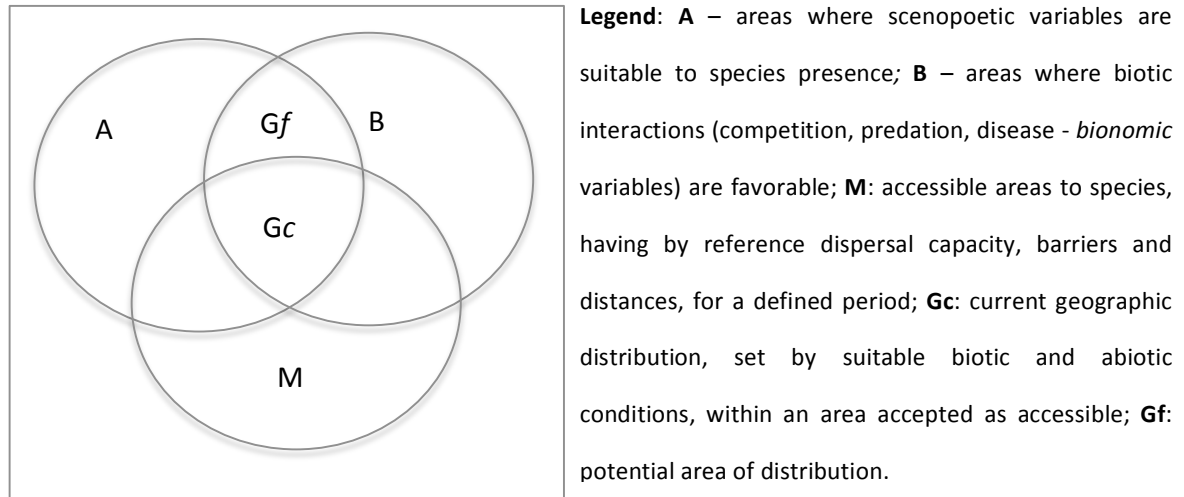 A
Gf
B
Gc
M
Legend: A – areas where scenopoetic variables are
suitable to species presence; B – areas where biotic
interactions (competition, predation, disease - bionomic
variables) are favorable; M: accessible areas to species,
having by reference dispersal capacity, barriers and
distances, for a defined period; Gc: current geographic
distribution, set by suitable biotic and abiotic
conditions, within an area accepted as accessible; Gf:
potential area of distribution.